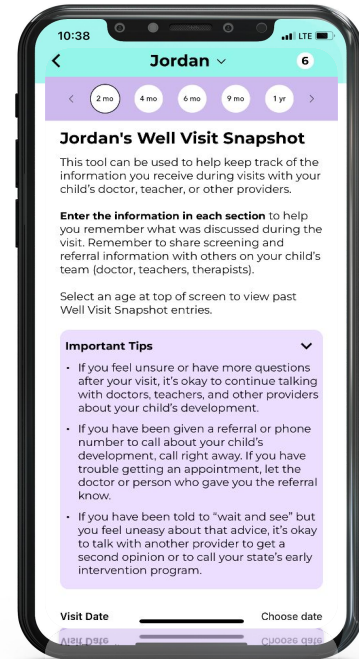 10:38 LTE
Jordan 6
2 mo 4 mo 6 mo 9 mo 1 yr
Jordan's Well Visit Snapshot
This tool can be used to help keep track of the
information you receive during visits with your
child's doctor, teacher, or other providers.
Enter the information in each section to help
you remember what was discussed during the
visit. Remember to share screening and
referral information with others on your child's
team (doctor, teachers, therapists).
Select an age at top of screen to view past
Well Visit Snapshot entries.
Important Tips
• If you feel unsure or have more questions
after your visit, it's okay to continue talking
with doctors, teachers, and other providers
about your child's development.
• If you have been given a referral or phone
number to call about your child's
development, call right away. If you have
trouble getting an appointment, let the
doctor or person who gave you the referral
know.
• If you have been told to "wait and see" but
you feel uneasy about that advice, it's okay
to talk with another provider to get a
second opinion or to call your state's early
intervention program.
Visit Date Choose date